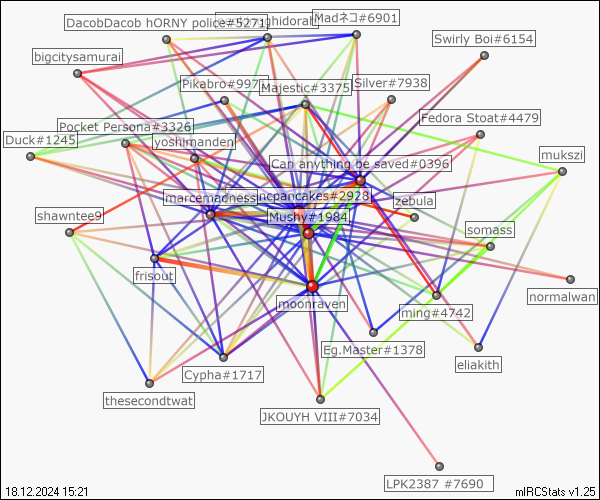 DacobDacob hORNY police#5271
ghidorah
Madネコ#6901
Swirly Boi#6154
bigcitysamurai
Pikabro#997
Majestic#3375
Silver#7938
Fedora Stoat#4479
Pocket Persona#3326
Duck#1245
yoshimanden
Can anything be saved#0396
mukszi
marcemadness
ncpancakes#2928
zebula
shawntee9
Mushy#1984
somass
frisout
moonraven
normalwan
ming#4742
Eg.Master#1378
eliakith
Cypha#1717
thesecondtwat
JKOUYH VIII#7034
LPK2387 #7690
18.12.2024 15:21
mIRCStats v1.25